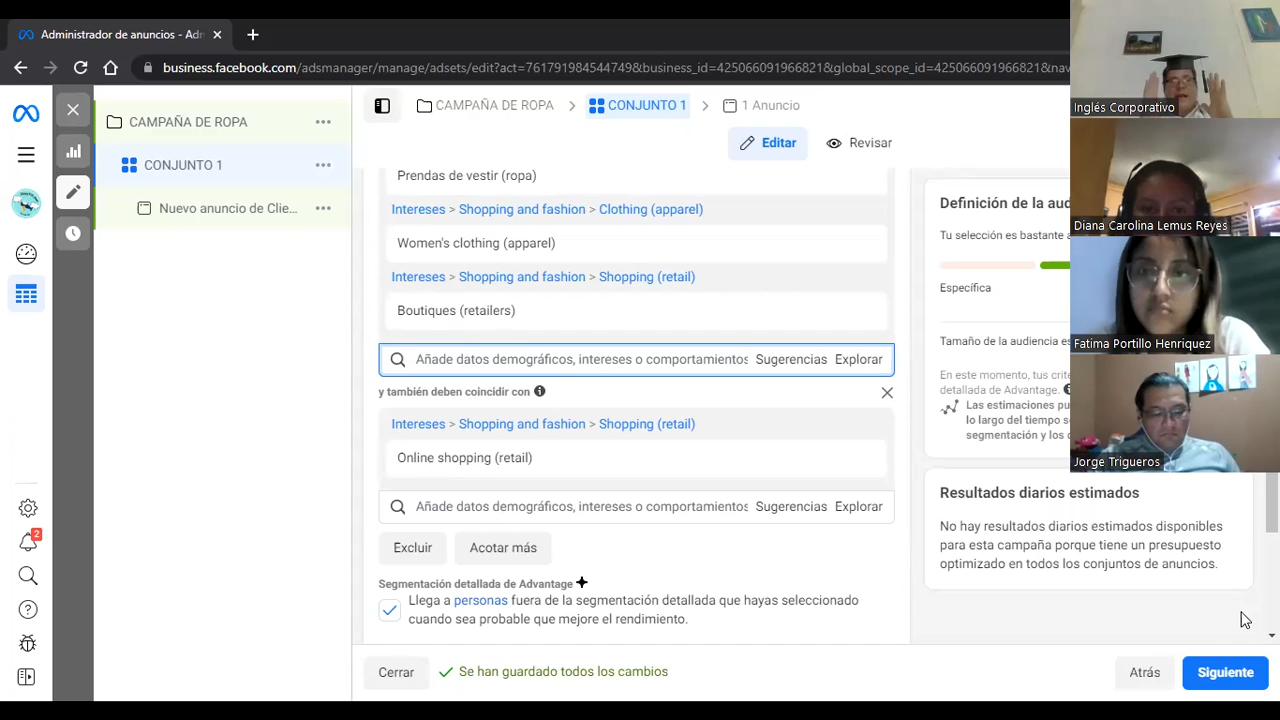 Administrador de anuncios - Adm
business.facebook.com/adsmanager/manage/adsets/edit?act=761791984544749&business_id=425066091966821&global_scope_id=425066091966821&nav
CAMPAÑA DE ROPA
CONJUNTO 1
Nuevo anuncio de Clie...
2
CAMPAÑA DE ROPA > CONJUNTO 1 > 1 Anuncio
Editar
Revisar
Prendas de vestir (ropa)
Intereses > Shopping and fashion > Clothing (apparel)
Women's clothing (apparel)
Intereses > Shopping and fashion > Shopping (retail)
Boutiques (retailers)
Añade datos demográficos, intereses o comportamientos Sugerencias Explorar
y también deben coincidir con
Intereses > Shopping and fashion > Shopping (retail)
Online shopping (retail)
Añade datos demográficos, intereses o comportamientos Sugerencias Explorar
Excluir
Acotar más
Segmentación detallada de Advantage
Llega a personas fuera de la segmentación detallada que hayas seleccionado
cuando sea probable que mejore el rendimiento.
Cerrar
Se han guardado todos los cambios
Atrás
Siguiente
Definición de la aud
Tu selección es bastante a
Específica
Tamaño de la audiencia es
En este momento, tus crite
detallada de Advantage.
Las estimaciones pu
lo largo del tiempo s
segmentación y los d
Resultados diarios estimados
No hay resultados diarios estimados disponibles
para esta campaña porque tiene un presupuesto
optimizado en todos los conjuntos de anuncios.
Inglés Corporativo
Diana Carolina Lemus Reyes
Fatima Portillo Henriquez
Jorge Trigueros